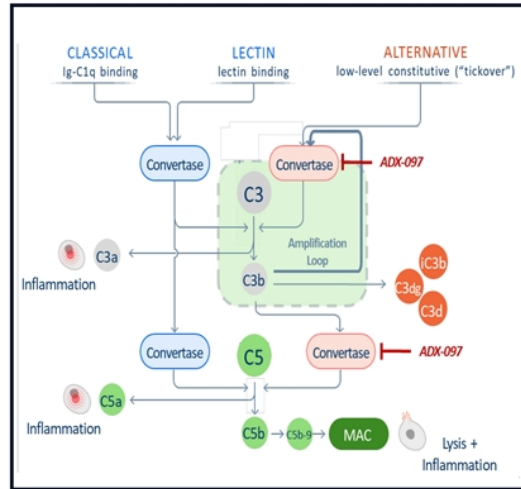 CLASSICAL
Ig-C1q binding
LECTIN
lectin binding
ALTERNATIVE
low-level constitutive ("tickover")
Convertase
Convertase
ADX-097
C3
Amplification
Loop
C3a
Inflammation
C3b
iC3b
C3dg
C3d
Convertase
C5
Convertase
ADX-097
C5a
Inflammation
C5b
C5b-9
MAC
Lysis +
Inflammation